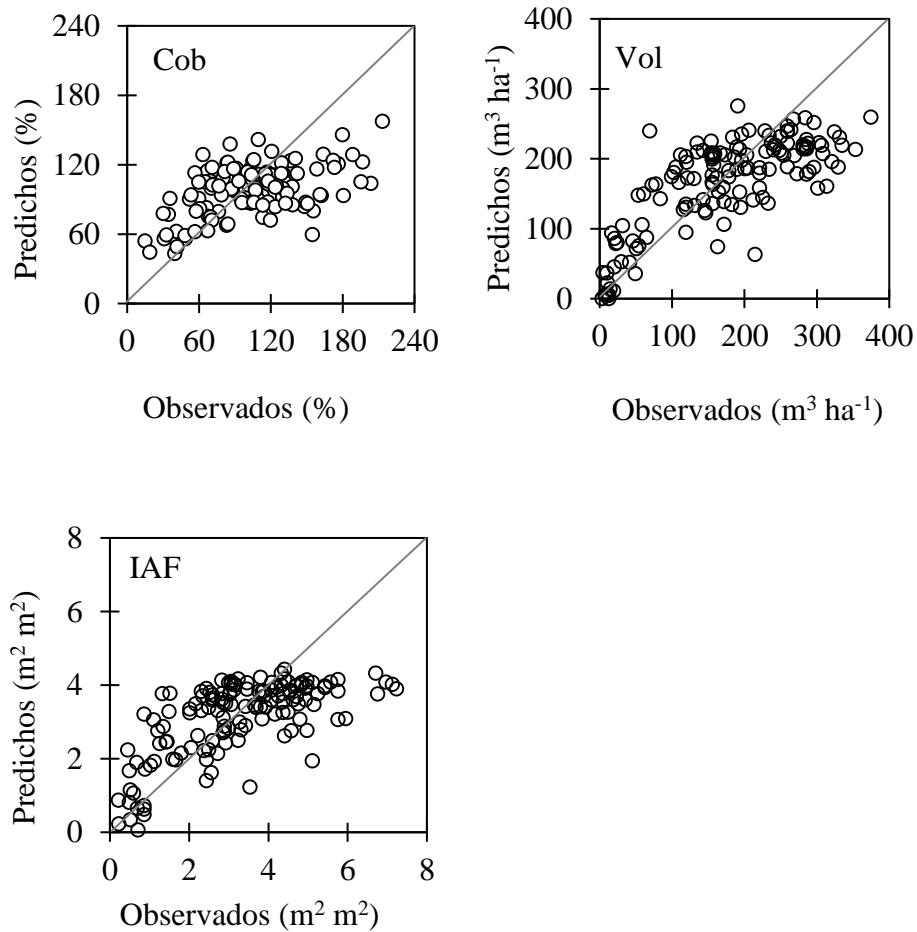 Cob
Predichos (%)
240
180
120
60
0
0 60 120 180 240
Observados (%)
Vol
Predichos (m³ ha⁻¹)
400
300
200
100
0
0 100 200 300 400
Observados (m³ ha⁻¹)
IAF
Predichos (m² m²)
8
6
4
2
0
0 2 4 6 8
Observados (m² m²)